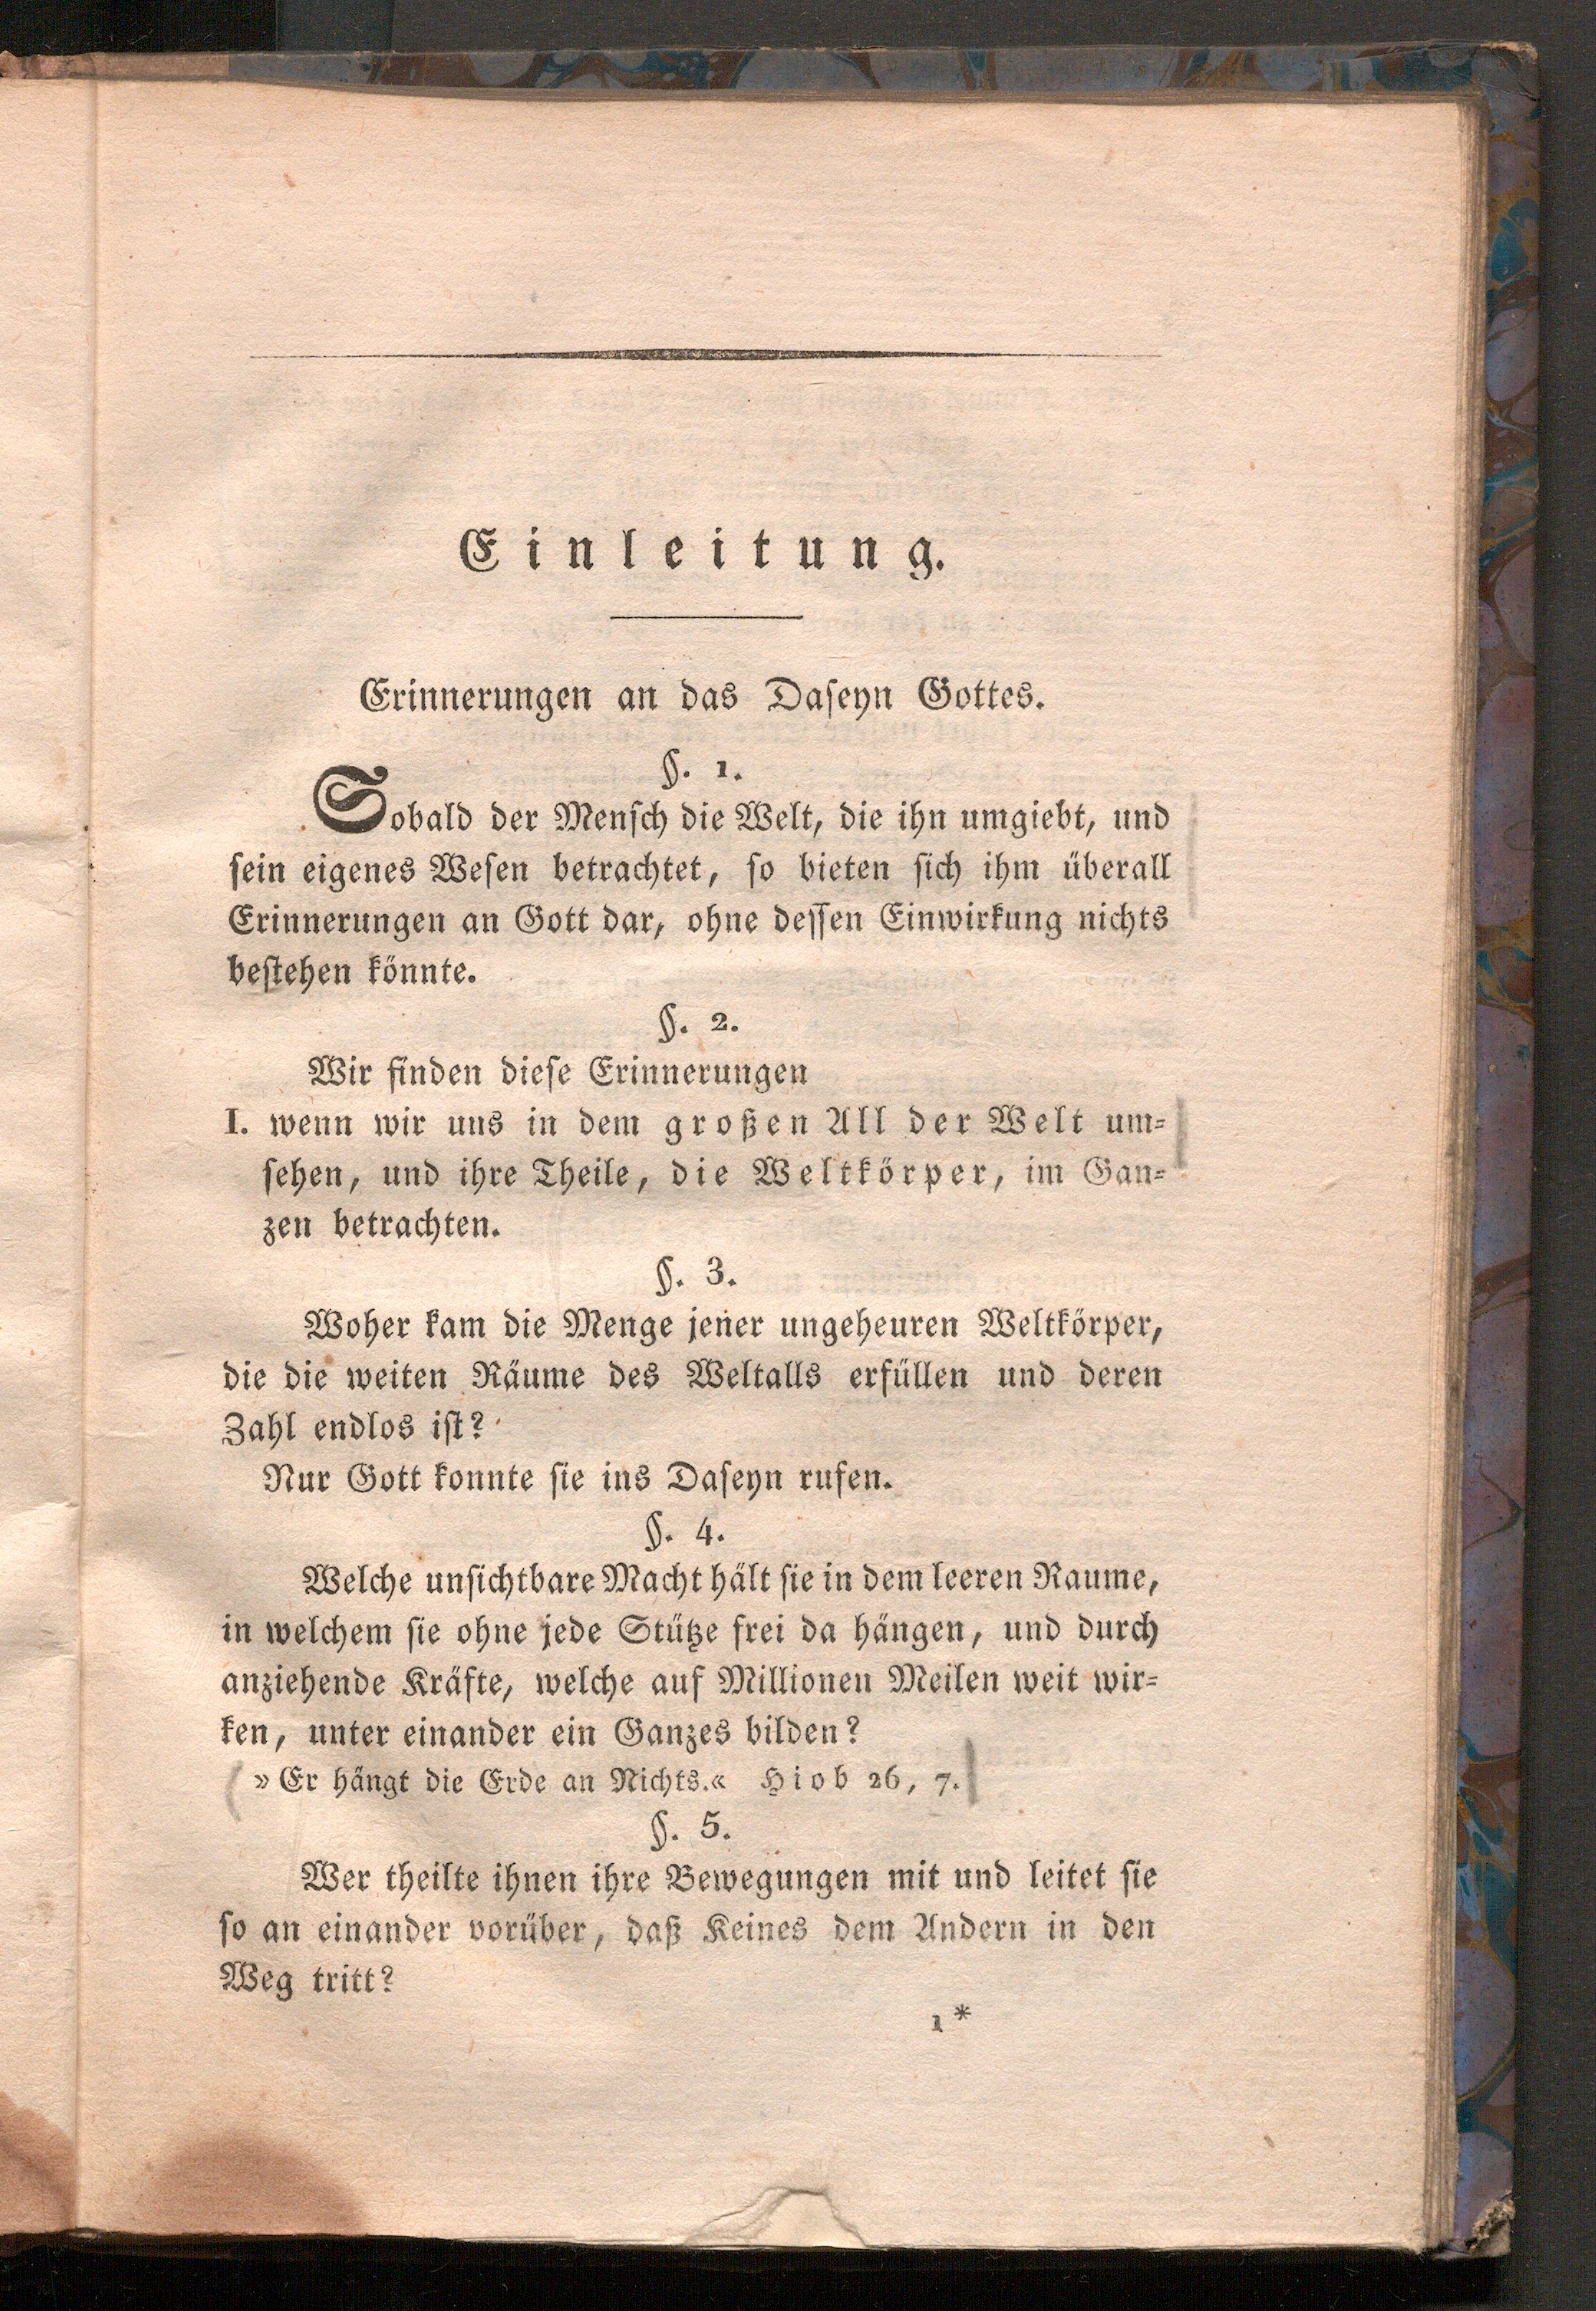 Einleitung.
Erinnerungen an das Daseyn Gottes.
§. 1.
Sobald der Mensch die Welt, die ihn umgiebt, und
sein eigenes Wesen betrachtet, so bieten sich ihm überall
Erinnerungen an Gott dar, ohne dessen Einwirkung nichts
bestehen könnte.
§. 2.
Wir finden diese Erinnerungen
I. wenn wir uns in dem großen All der Welt um-
sehen, und ihre Theile, die Weltkörper, im Gan-
zen betrachten.
§. 3.
Woher kam die Menge jener ungeheuren Weltkörper,
die die weiten Räume des Weltalls erfüllen und deren
Zahl endlos ist?
Nur Gott konnte sie ins Daseyn rufen.
§. 4.
Welche unsichtbare Macht hält sie in dem leeren Raume,
in welchem sie ohne jede Stütze frei da hängen, und durch
anziehende Kräfte, welche auf Millionen Meilen weit wir-
ken, unter einander ein Ganzes bilden?
»Er hängt die Erde an Nichts.« Hiob 26, 7.
§. 5.
Wer theilte ihnen ihre Bewegungen mit und leitet sie
so an einander vorüber, daß Keines dem Andern in den
Weg tritt?
1*